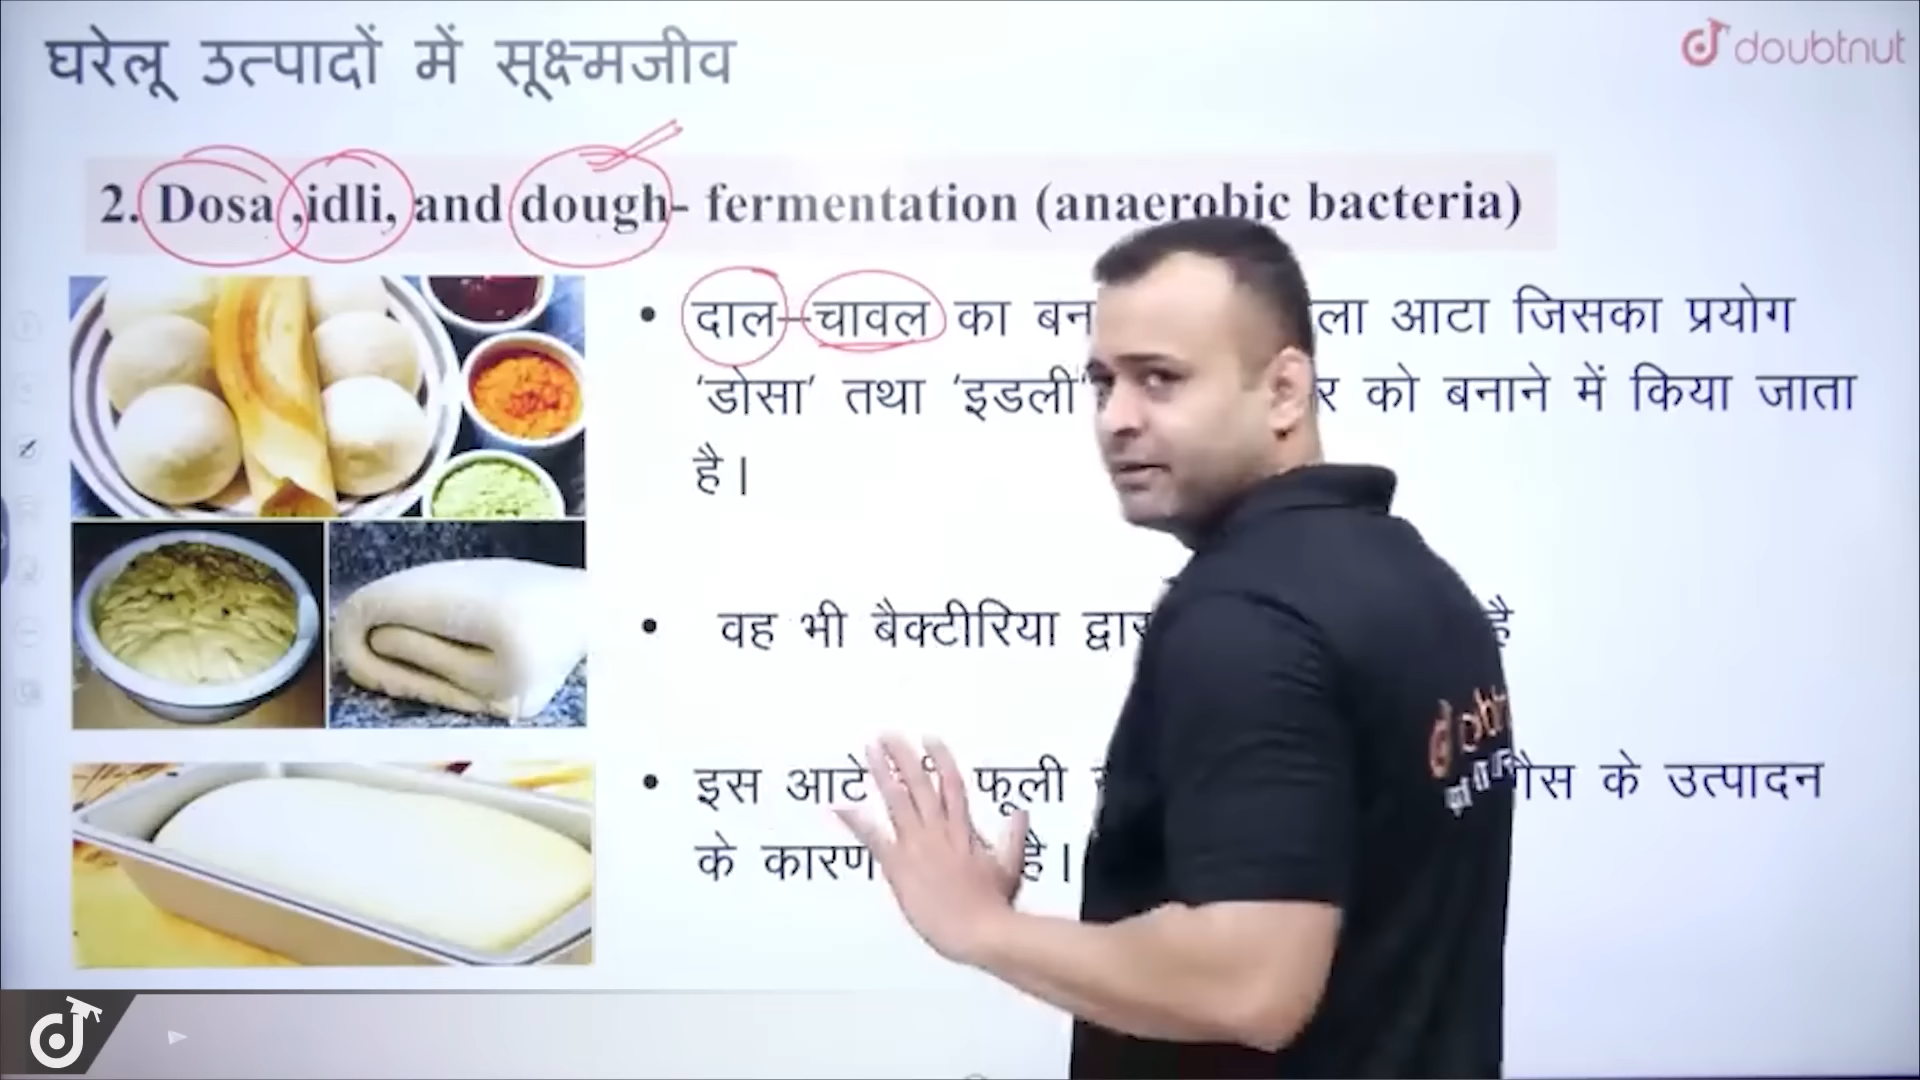 घरेलू उत्पादों में सूक्ष्मजीव
doubtnut
2. Dosa ,idli, and dough- fermentation (anaerobic bacteria)
• दाल–चावल का आटा जिसका प्रयोग
'डोसा' तथा 'इडली' को बनाने में किया जाता
है।
• वह भी बैक्टीरिया है
• इस आटे फूली के उत्पादन
के कारण है।